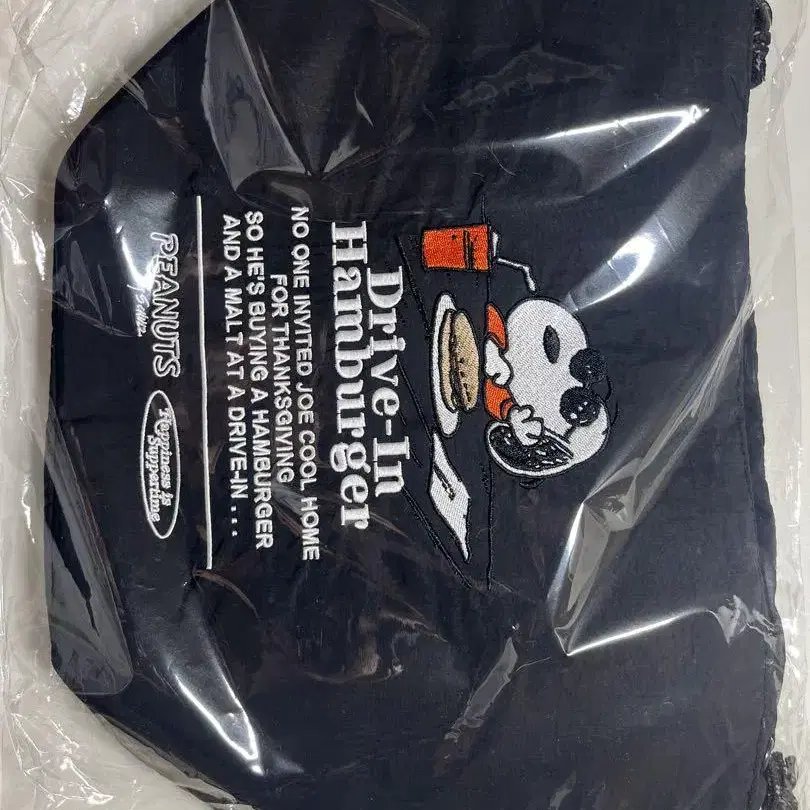 Drive-In
Hamburger
NO ONE INVITED JOE COOL HOME
FOR THANKSGIVING
SO HE'S BUYING A HAMBURGER
AND A MALT AT A DRIVE-IN...
PEANUTS
Happiness is
Suppertime